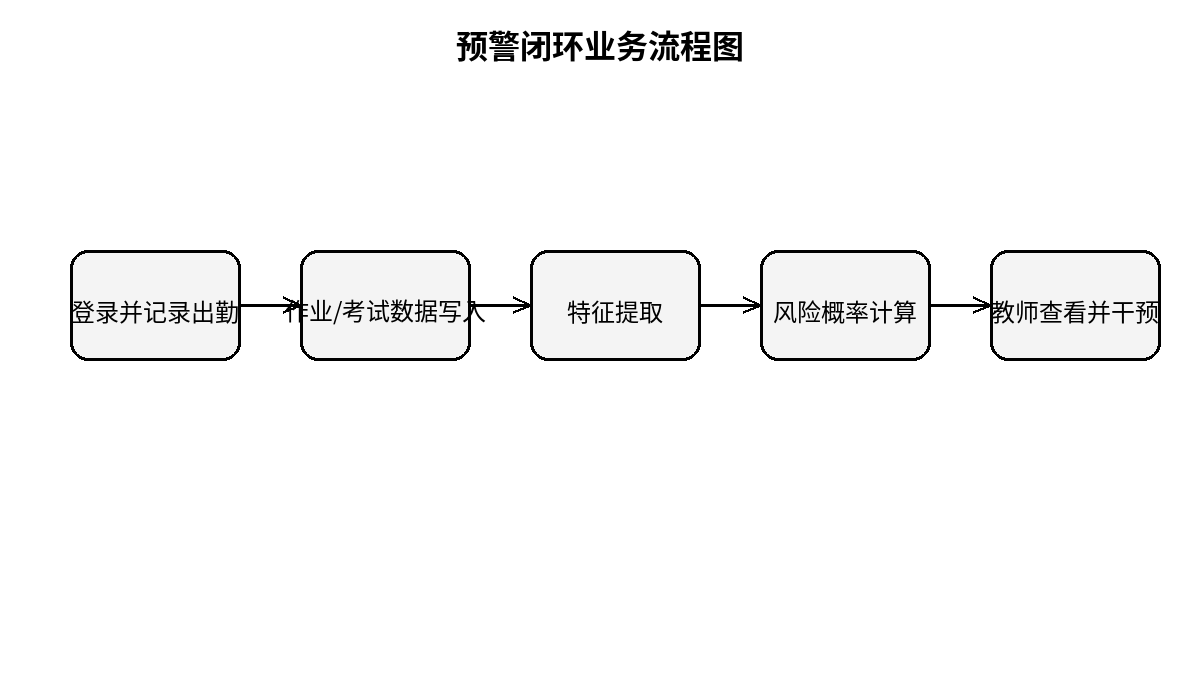 预警闭环业务流程图
登录并记录出勤
作业/考试数据写入
特征提取
风险概率计算
教师查看并干预